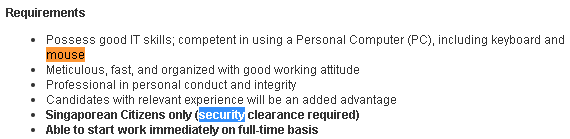 Requirements
Possess good IT skills; competent in using a Personal Computer (PC), including keyboard and
mouse
Meticulous, fast, and organized with good working attitude
Professional in personal conduct and integrity
Candidates with relevant experience will be an added advantage
Singaporean Citizens only (security clearance required)
Able to start work immediately on full-time basis